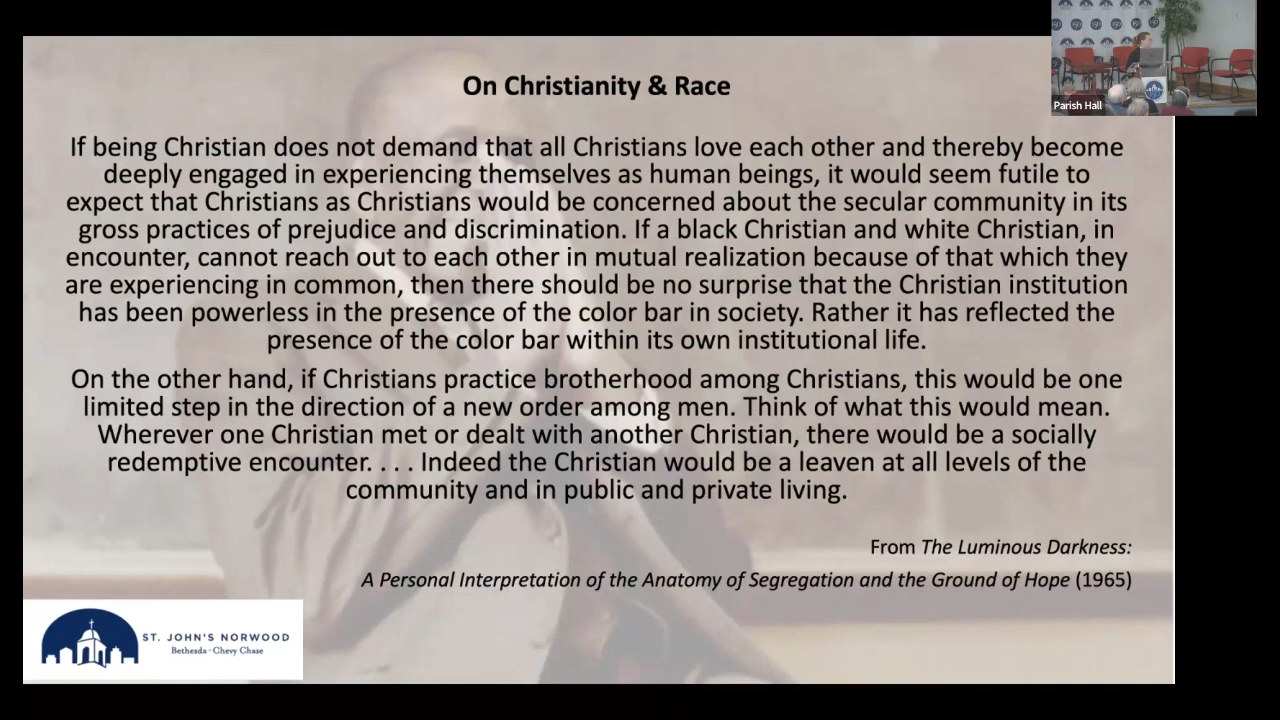 On Christianity & Race
If being Christian does not demand that all Christians love each other and thereby become
deeply engaged in experiencing themselves as human beings, it would seem futile to
expect that Christians as Christians would be concerned about the secular community in its
gross practices of prejudice and discrimination. If a black Christian and white Christian, in
encounter, cannot reach out to each other in mutual realization because of that which they
are experiencing in common, then there should be no surprise that the Christian institution
has been powerless in the presence of the color bar in society. Rather it has reflected the
presence of the color bar within its own institutional life.
On the other hand, if Christians practice brotherhood among Christians, this would be one
limited step in the direction of a new order among men. Think of what this would mean.
Wherever one Christian met or dealt with another Christian, there would be a socially
redemptive encounter. . . . Indeed the Christian would be a leaven at all levels of the
community and in public and private living.
From The Luminous Darkness:
A Personal Interpretation of the Anatomy of Segregation and the Ground of Hope (1965)
ST. JOHN'S NORWOOD
Bethesda - Chevy Chase
Parish Hall